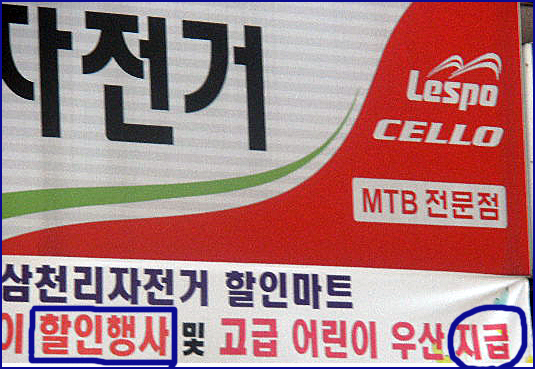 자전거
Lespo
CELLO
MTB 전문점
삼천리자전거 할인마트
이 할인행사 및 고급 어린이 우산 지급